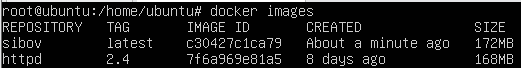 root@ubuntu:/home/ubuntu# docker images
REPOSITORY TAG IMAGE ID CREATED SIZE
sibov latest c30427c1ca79 About a minute ago 172MB
httpd 2.4 7f6a969e81a5 8 days ago 168MB